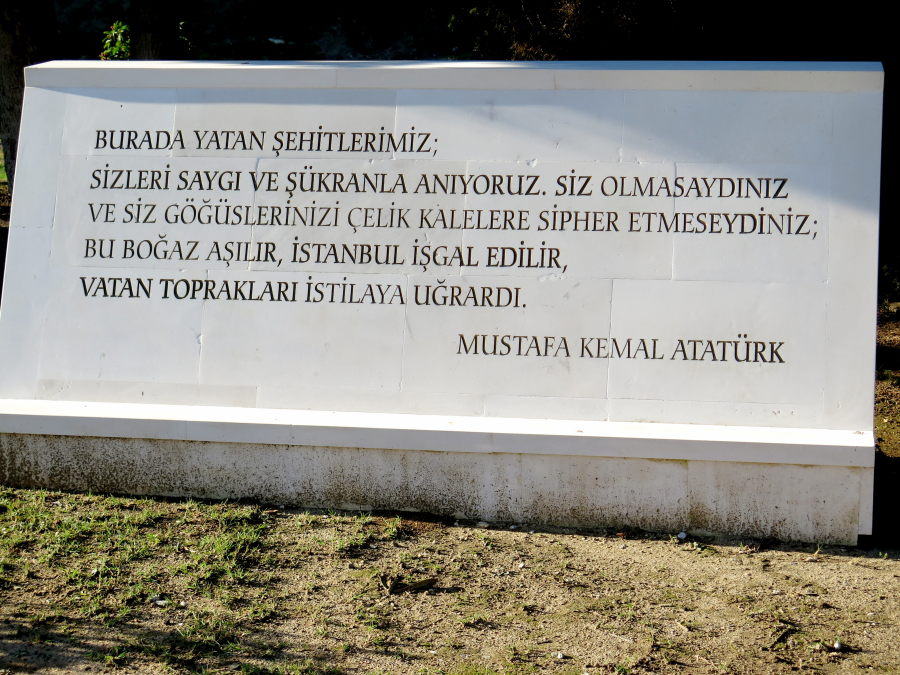 BURADA YATAN ŞEHİTLERİMİZ;
SİZLERİ SAYGI VE ŞÜKRANLA ANIYORUZ. SİZ OLMASAYDINIZ
VE SİZ GÖĞÜSLERİNİZİ ÇELİK KALELERE SİPHER ETMESEYDİNİZ;
BU BOĞAZ AŞILIR, İSTANBUL İŞGAL EDİLİR,
VATAN TOPRAKLARI İSTİLAYA UĞRARDI.
MUSTAFA KEMAL ATATÜRK